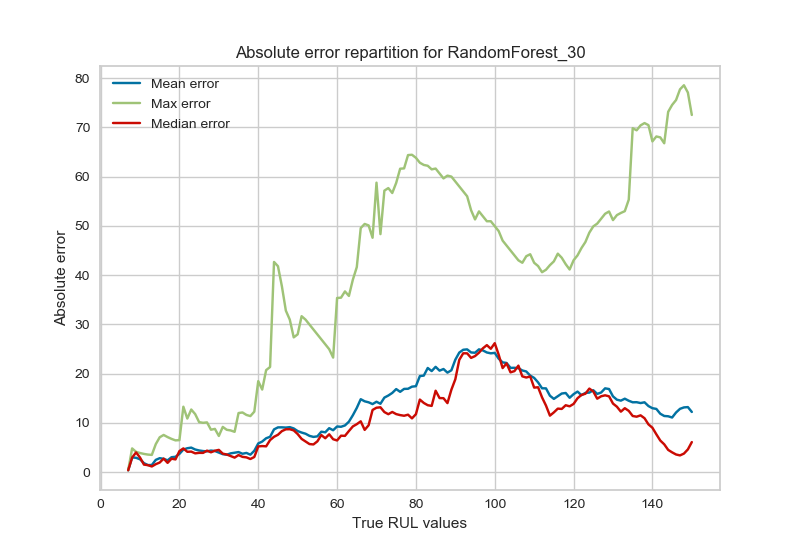 Absolute error repartition for RandomForest_30
Mean error
Max error
Median error
80
70
60
50
40
30
20
10
0
Absolute error
0 20 40 60 80 100 120 140
True RUL values